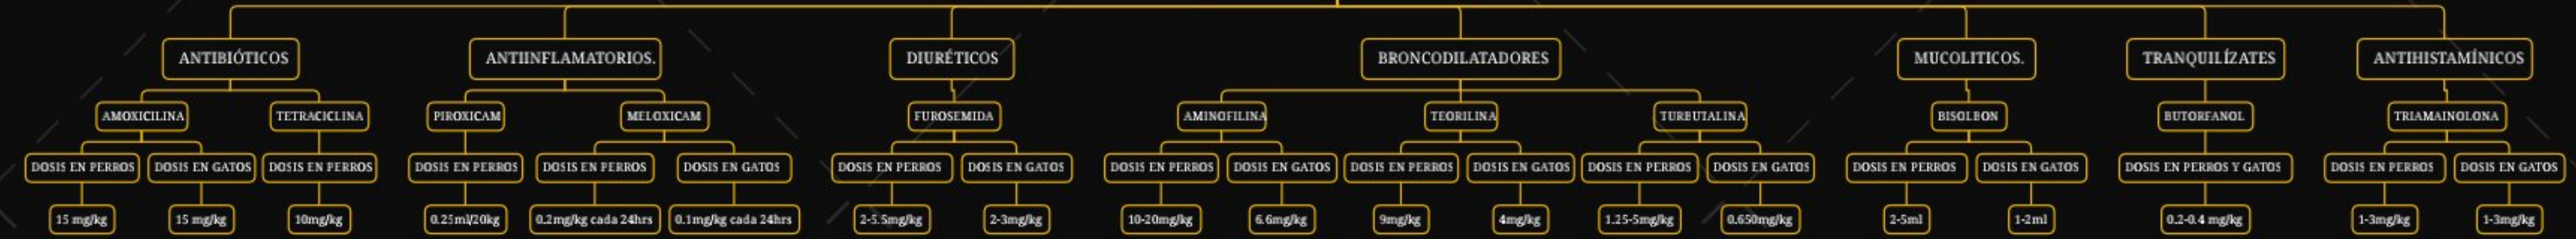 ANTIBIÓTICOS
ANTIINFLAMATORIOS.
DIURÉTICOS
BRONCODILATADORES
MUCOLITICOS.
TRANQUILÍZATES
ANTIHISTAMÍNICOS
AMOXICILINA
TETRACICLINA
PIROXICAM
MELOXICAM
FUROSEMIDA
AMINOFILINA
TEORILINA
TURBUTALINA
BISOLBON
BUTORFANOL
TRIAMAINOLONA
DOSIS EN PERROS
DOSIS EN GATOS
DOSIS EN PERROS
DOSIS EN PERROS
DOSIS EN PERROS
DOSIS EN GATOS
DOSIS EN PERROS
DOSIS EN GATOS
DOSIS EN PERROS
DOSIS EN GATOS
DOSIS EN PERROS
DOSIS EN GATOS
DOSIS EN PERROS
DOSIS EN GATOS
DOSIS EN PERROS
DOSIS EN GATOS
DOSIS EN PERROS Y GATOS
DOSIS EN PERROS
DOSIS EN GATOS
15 mg/kg
15 mg/kg
10mg/kg
0.25ml/20kg
0.2mg/kg cada 24hrs
0.1mg/kg cada 24hrs
2-5.5mg/kg
2-3mg/kg
10-20mg/kg
6.6mg/kg
9mg/kg
4mg/kg
1.25-5mg/kg
0.650mg/kg
2-5ml
1-2ml
0.2-0.4 mg/kg
1-3mg/kg
1-3mg/kg